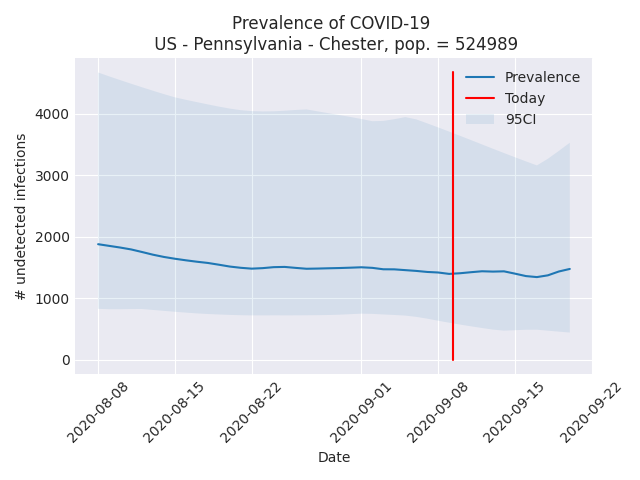 Prevalence of COVID-19
US - Pennsylvania - Chester, pop. = 524989
Prevalence
Today
95CI
4000
3000
2000
1000
0
# undetected infections
2020-08-08
2020-08-15
2020-08-22
2020-09-01
2020-09-08
2020-09-15
2020-09-22
Date